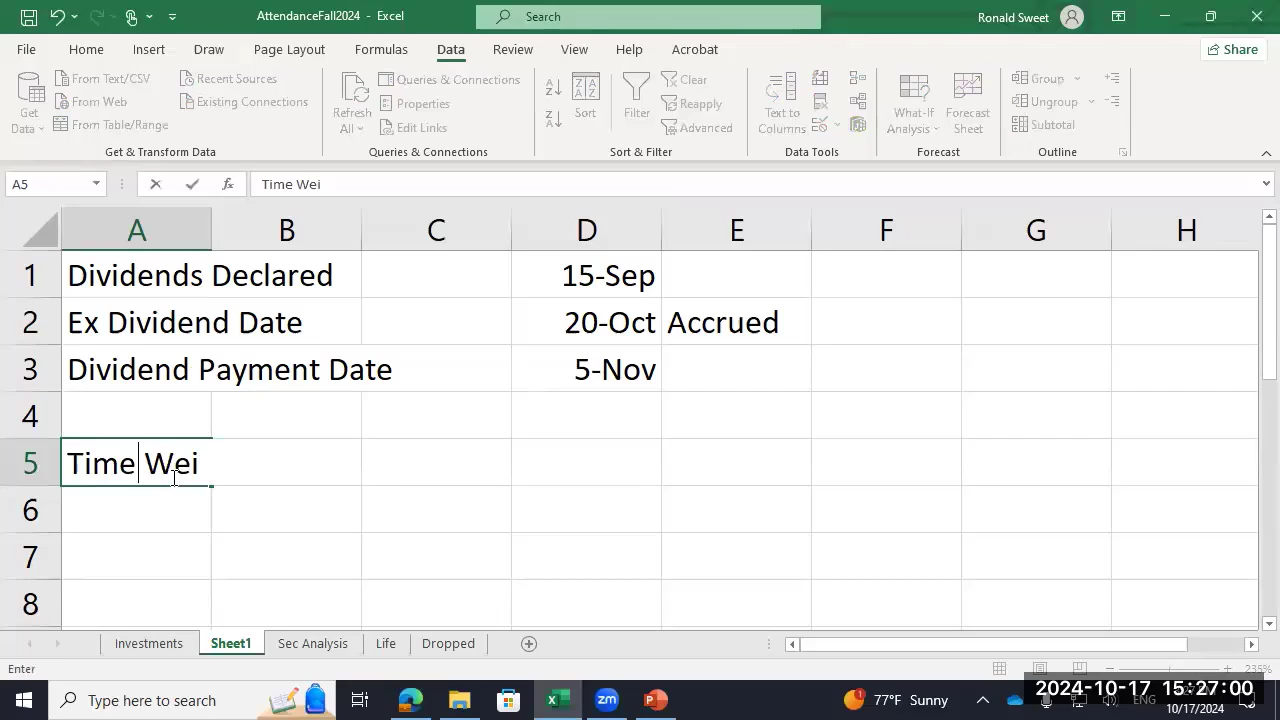 AttendanceFall2024 - Excel
Search
Ronald Sweet
File Home Insert Draw Page Layout Formulas Data Review View Help Acrobat
Share
Get Data
From Text/CSV
From Web
From Table/Range
Recent Sources
Existing Connections
Get & Transform Data
Refresh All
Queries & Connections
Properties
Edit Links
Queries & Connections
Sort
Filter
Clear
Reapply
Advanced
Sort & Filter
Text to Columns
Data Tools
What-If Analysis
Forecast Sheet
Forecast
Group
Ungroup
Subtotal
Outline
A5 fx Time Wei
A B C D E F G H
1 Dividends Declared 15-Sep
2 Ex Dividend Date 20-Oct Accrued
3 Dividend Payment Date 5-Nov
4
5 Time Wei
6
7
8
Investments Sheet1 Sec Analysis Life Dropped
Enter
235%
Type here to search
77°F Sunny
ENG
2024-10-17 15:27:00
10/17/2024